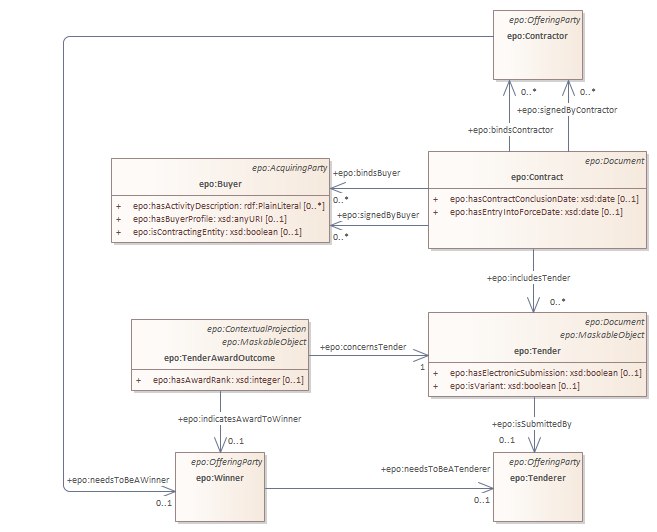 epo:OfferingParty
epo:Contractor
0..*
0..*
+epo:signedByContractor
+epo:bindsContractor
epo:AcquiringParty
epo:Buyer
+ epo:hasActivityDescription: rdf:PlainLiteral [0..*]
+ epo:hasBuyerProfile: xsd:anyURI [0..1]
+ epo:isContractingEntity: xsd:boolean [0..1]
+epo:bindsBuyer
0..*
+epo:signedByBuyer
0..*
epo:Document
epo:Contract
+ epo:hasContractConclusionDate: xsd:date [0..1]
+ epo:hasEntryIntoForceDate: xsd:date [0..1]
+epo:includesTender
0..*
epo:ContextualProjection
epo:MaskableObject
epo:TenderAwardOutcome
+ epo:hasAwardRank: xsd:integer [0..1]
+epo:concernsTender
1
epo:Document
epo:MaskableObject
epo:Tender
+ epo:hasElectronicSubmission: xsd:boolean [0..1]
+ epo:isVariant: xsd:boolean [0..1]
+epo:indicatesAwardToWinner
0..1
+epo:isSubmittedBy
0..1
+epo:needsToBeAWinner
0..1
epo:OfferingParty
epo:Winner
+epo:needsToBeATenderer
0..1
epo:OfferingParty
epo:Tenderer